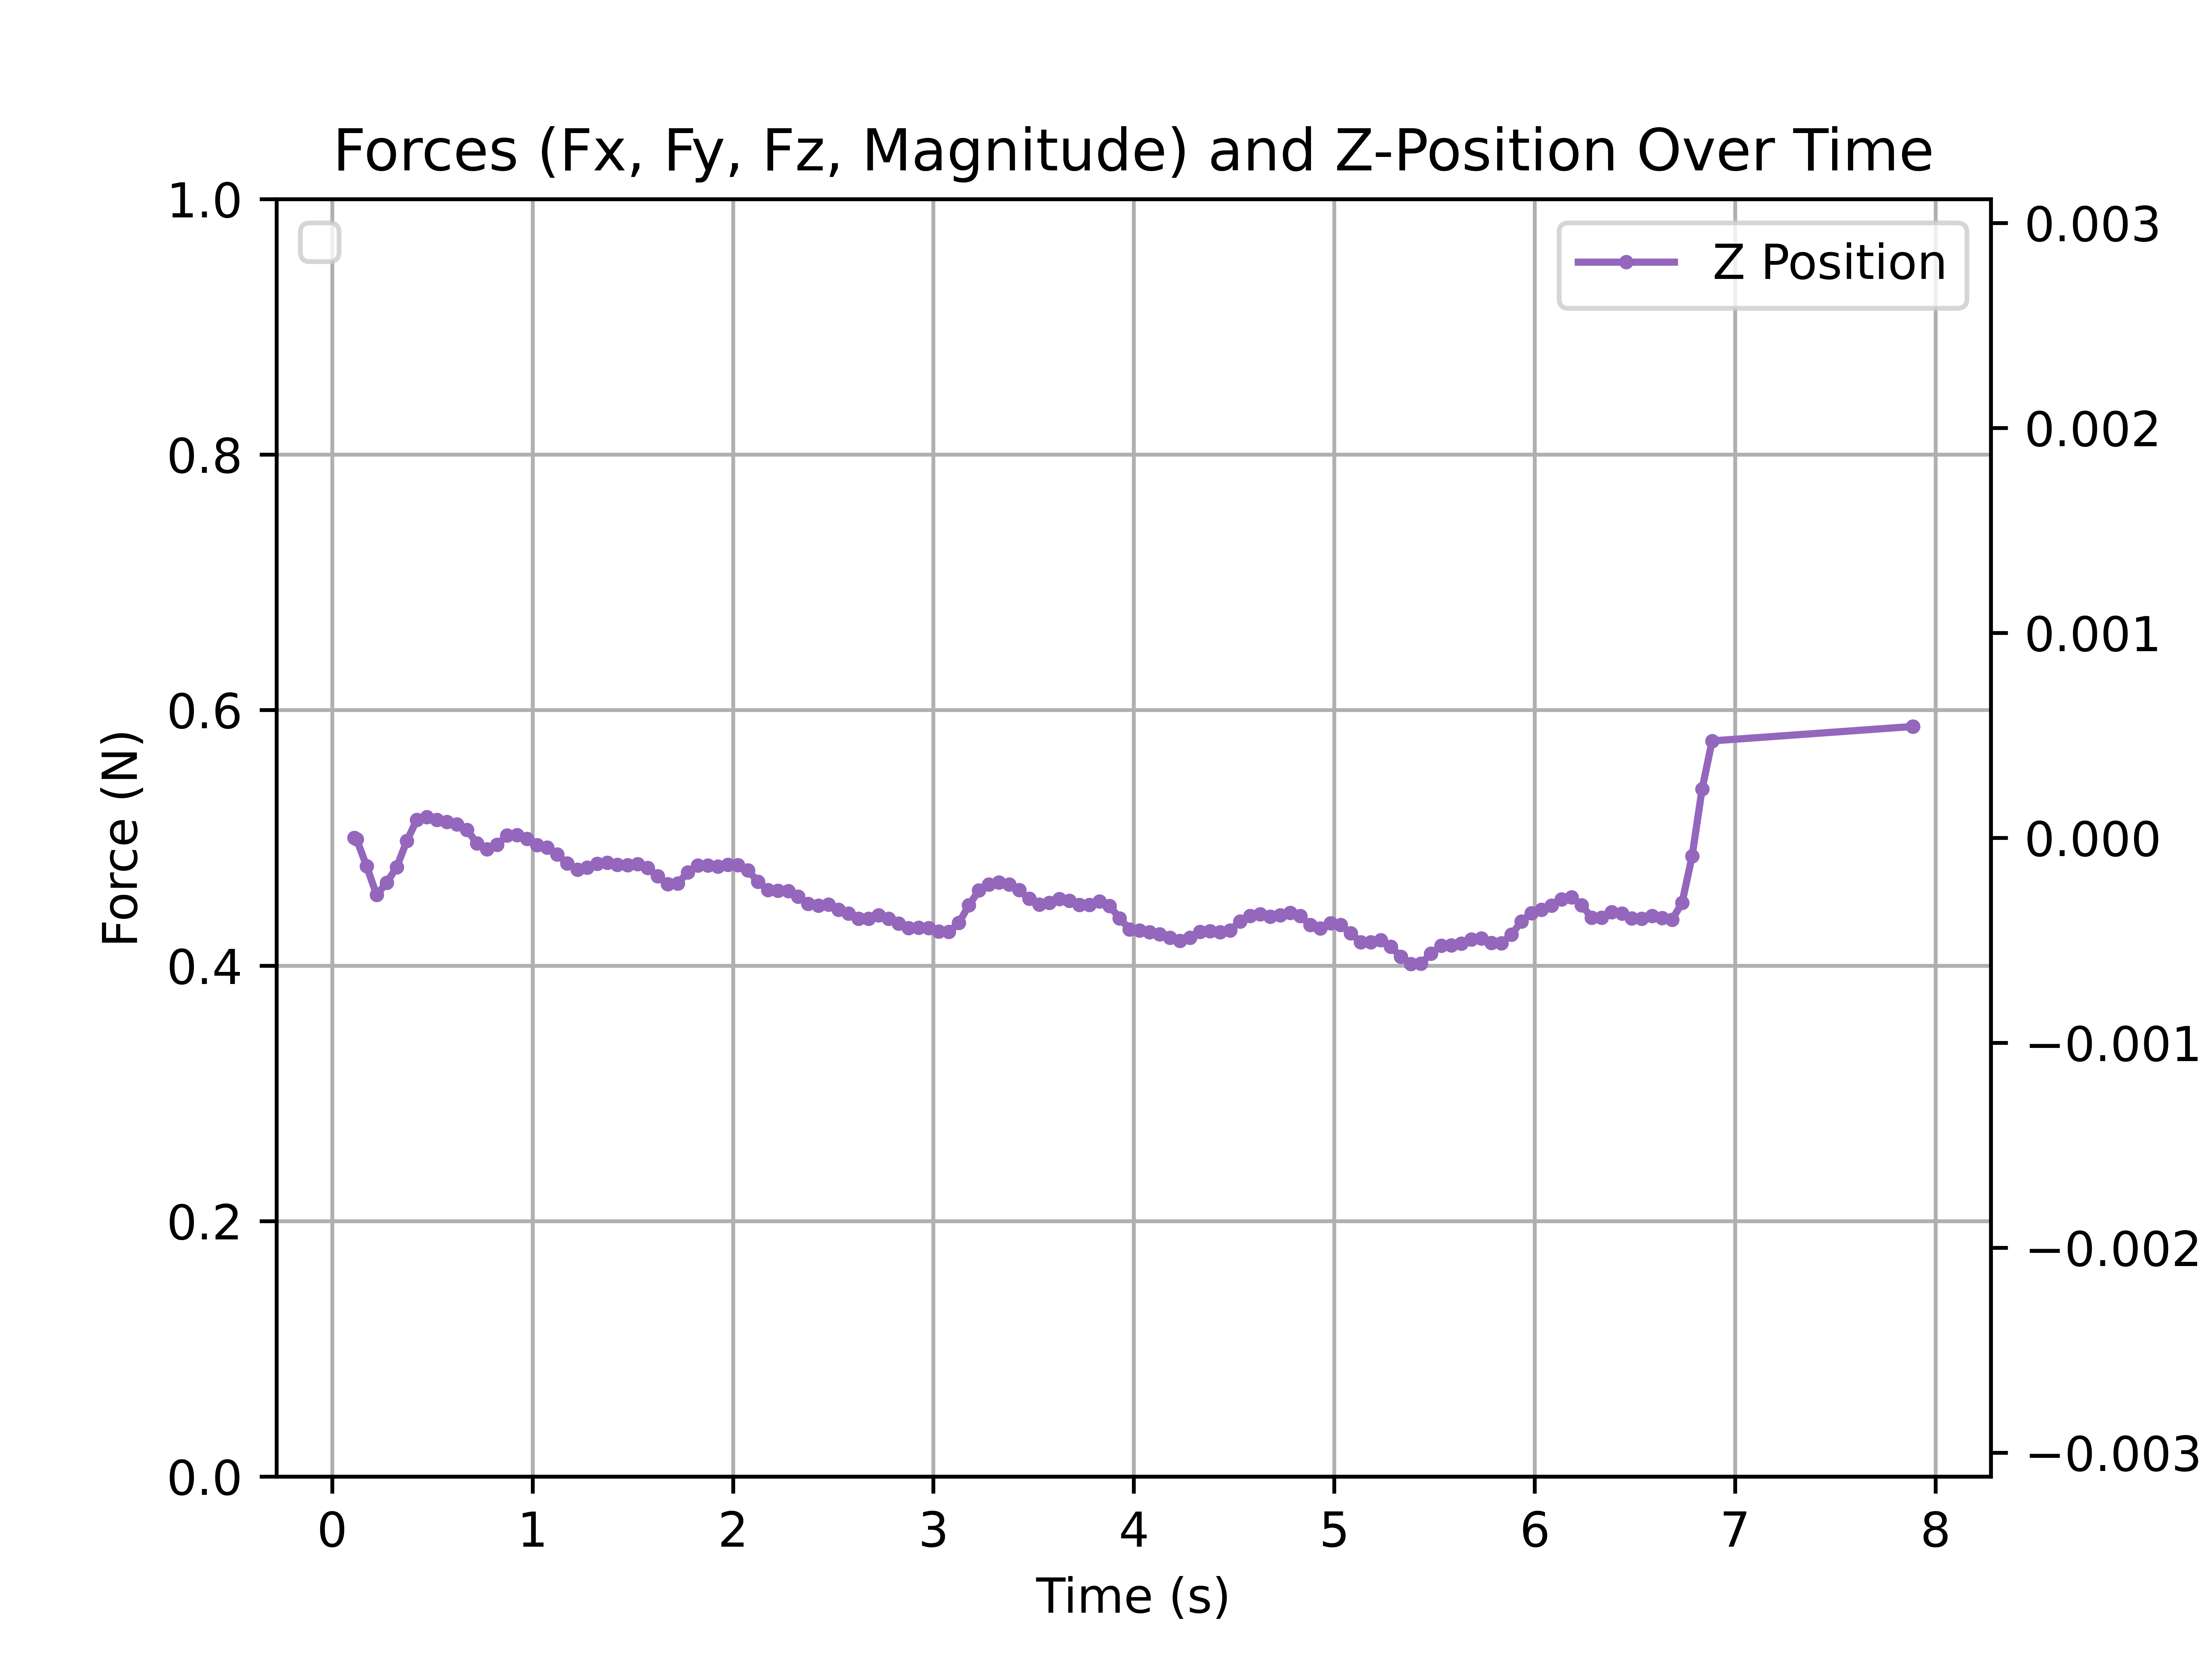 Forces (Fx, Fy, Fz, Magnitude) and Z-Position Over Time
Z Position
Force (N)
1.0
0.8
0.6
0.4
0.2
0.0
0.003
0.002
0.001
0.000
−0.001
−0.002
−0.003
0 1 2 3 4 5 6 7 8
Time (s)